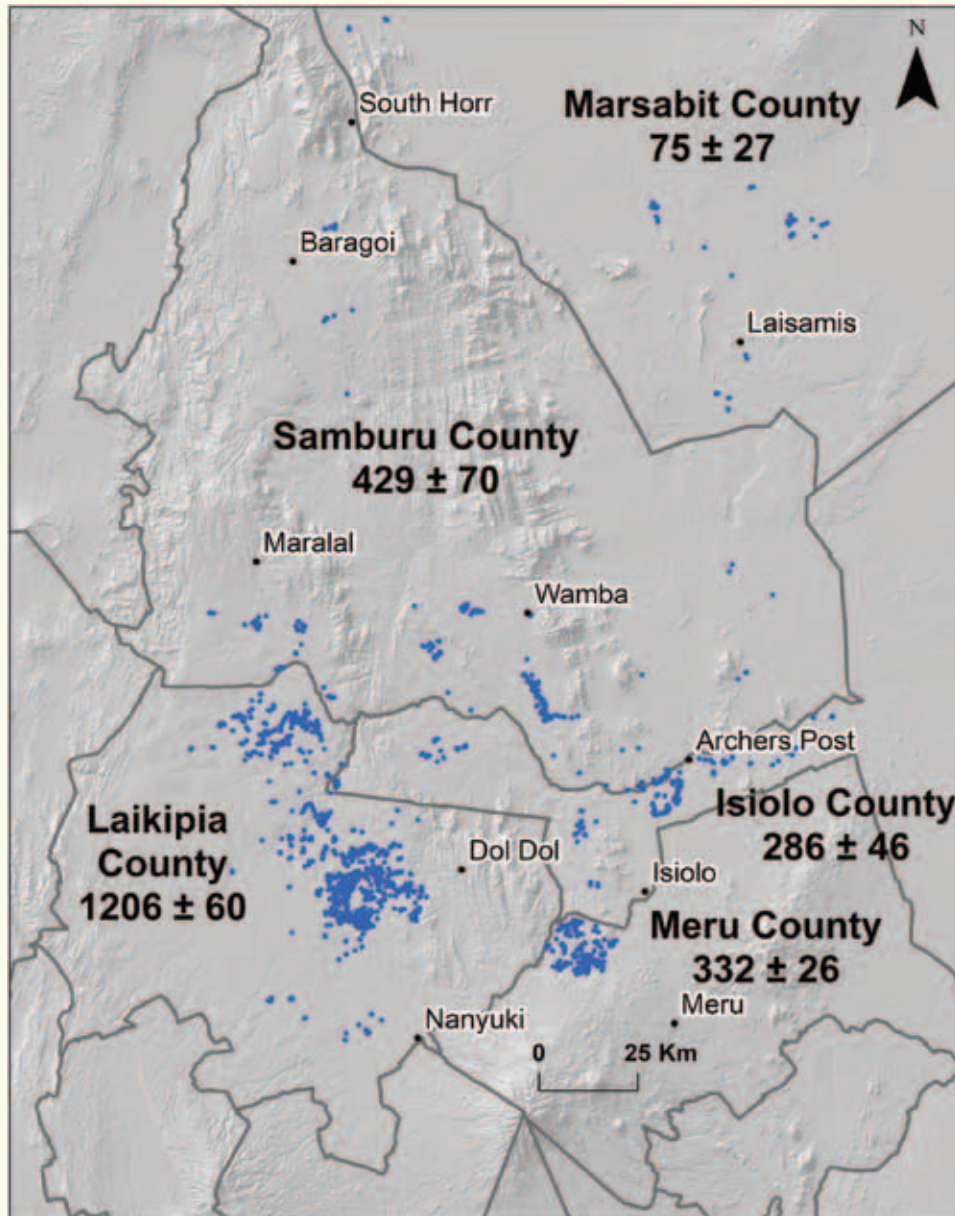 N
South Horr
Marsabit County
75 ± 27
Baragoi
Laisamis
Samburu County
429 ± 70
Maralal
Wamba
Archers Post
Isiolo County
286 ± 46
Laikipia
County
1206 ± 60
Dol Dol
Isiolo
Meru County
332 ± 26
Meru
Nanyuki
0 25 Km